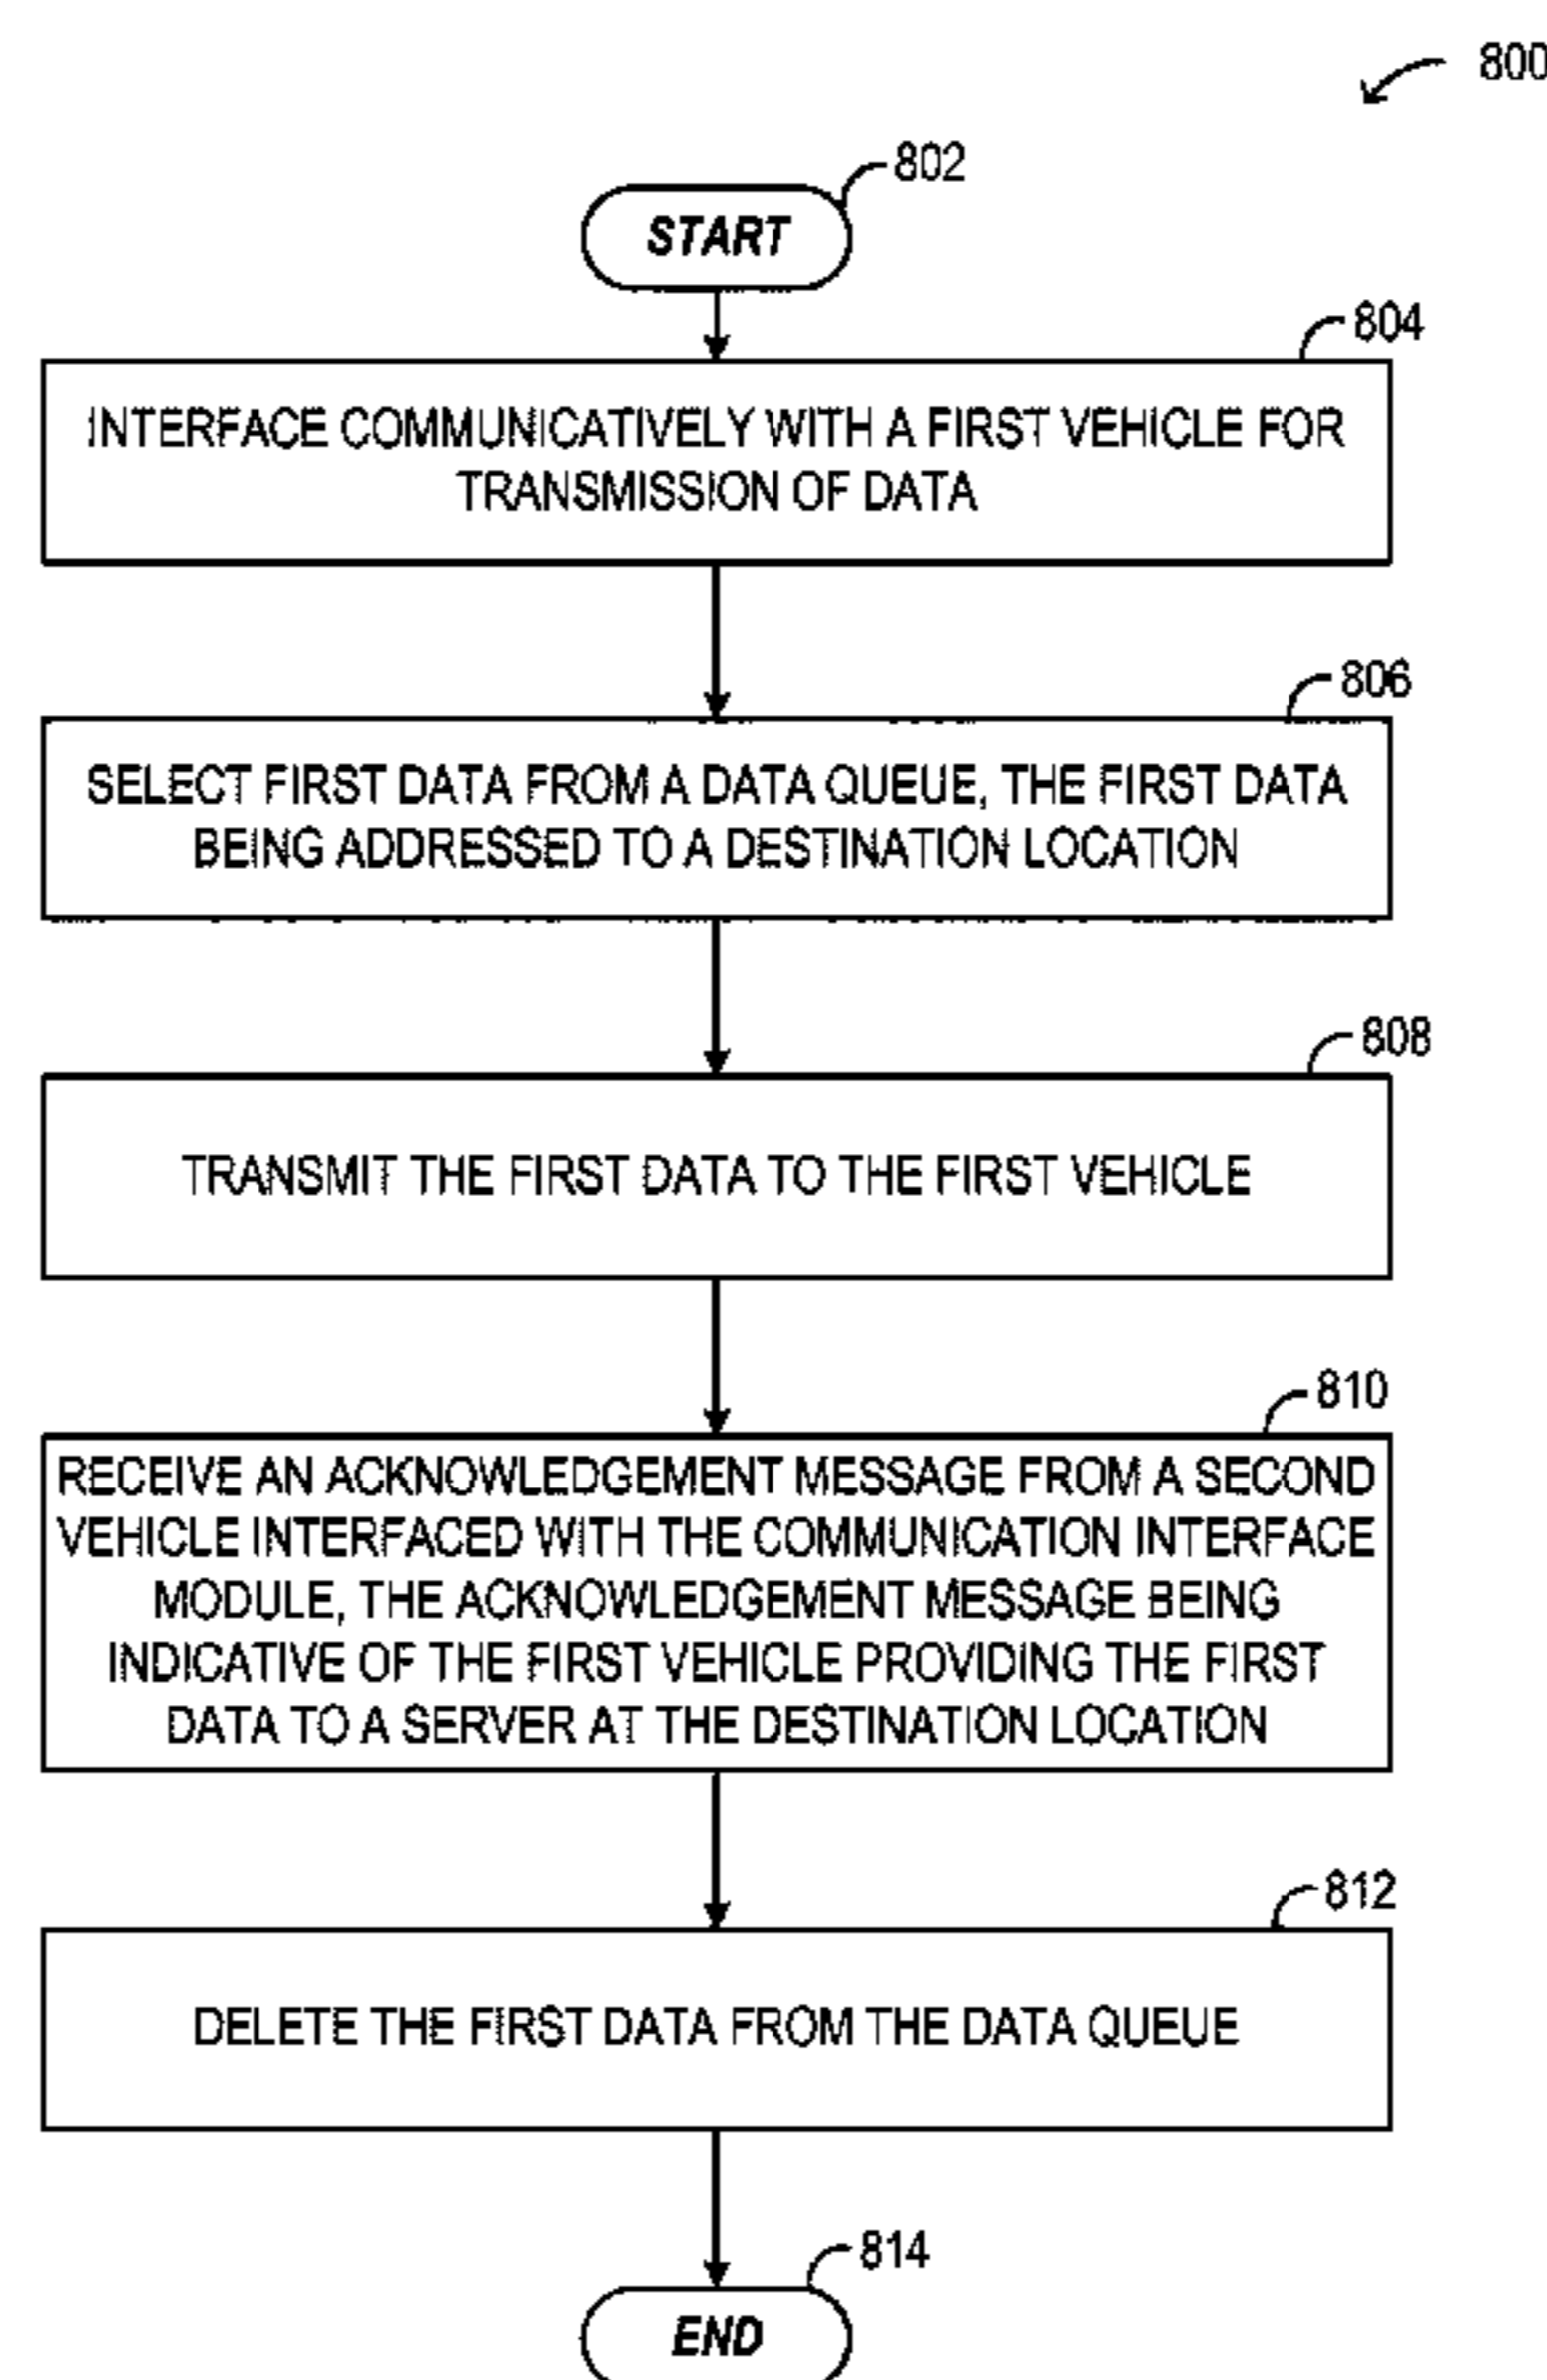 800
802
START
804
INTERFACE COMMUNICATIVELY WITH A FIRST VEHICLE FOR
TRANSMISSION OF DATA
806
SELECT FIRST DATA FROM A DATA QUEUE, THE FIRST DATA
BEING ADDRESSED TO A DESTINATION LOCATION
808
TRANSMIT THE FIRST DATA TO THE FIRST VEHICLE
810
RECEIVE AN ACKNOWLEDGEMENT MESSAGE FROM A SECOND
VEHICLE INTERFACED WITH THE COMMUNICATION INTERFACE
MODULE, THE ACKNOWLEDGEMENT MESSAGE BEING
INDICATIVE OF THE FIRST VEHICLE PROVIDING THE FIRST
DATA TO A SERVER AT THE DESTINATION LOCATION
812
DELETE THE FIRST DATA FROM THE DATA QUEUE
814
END